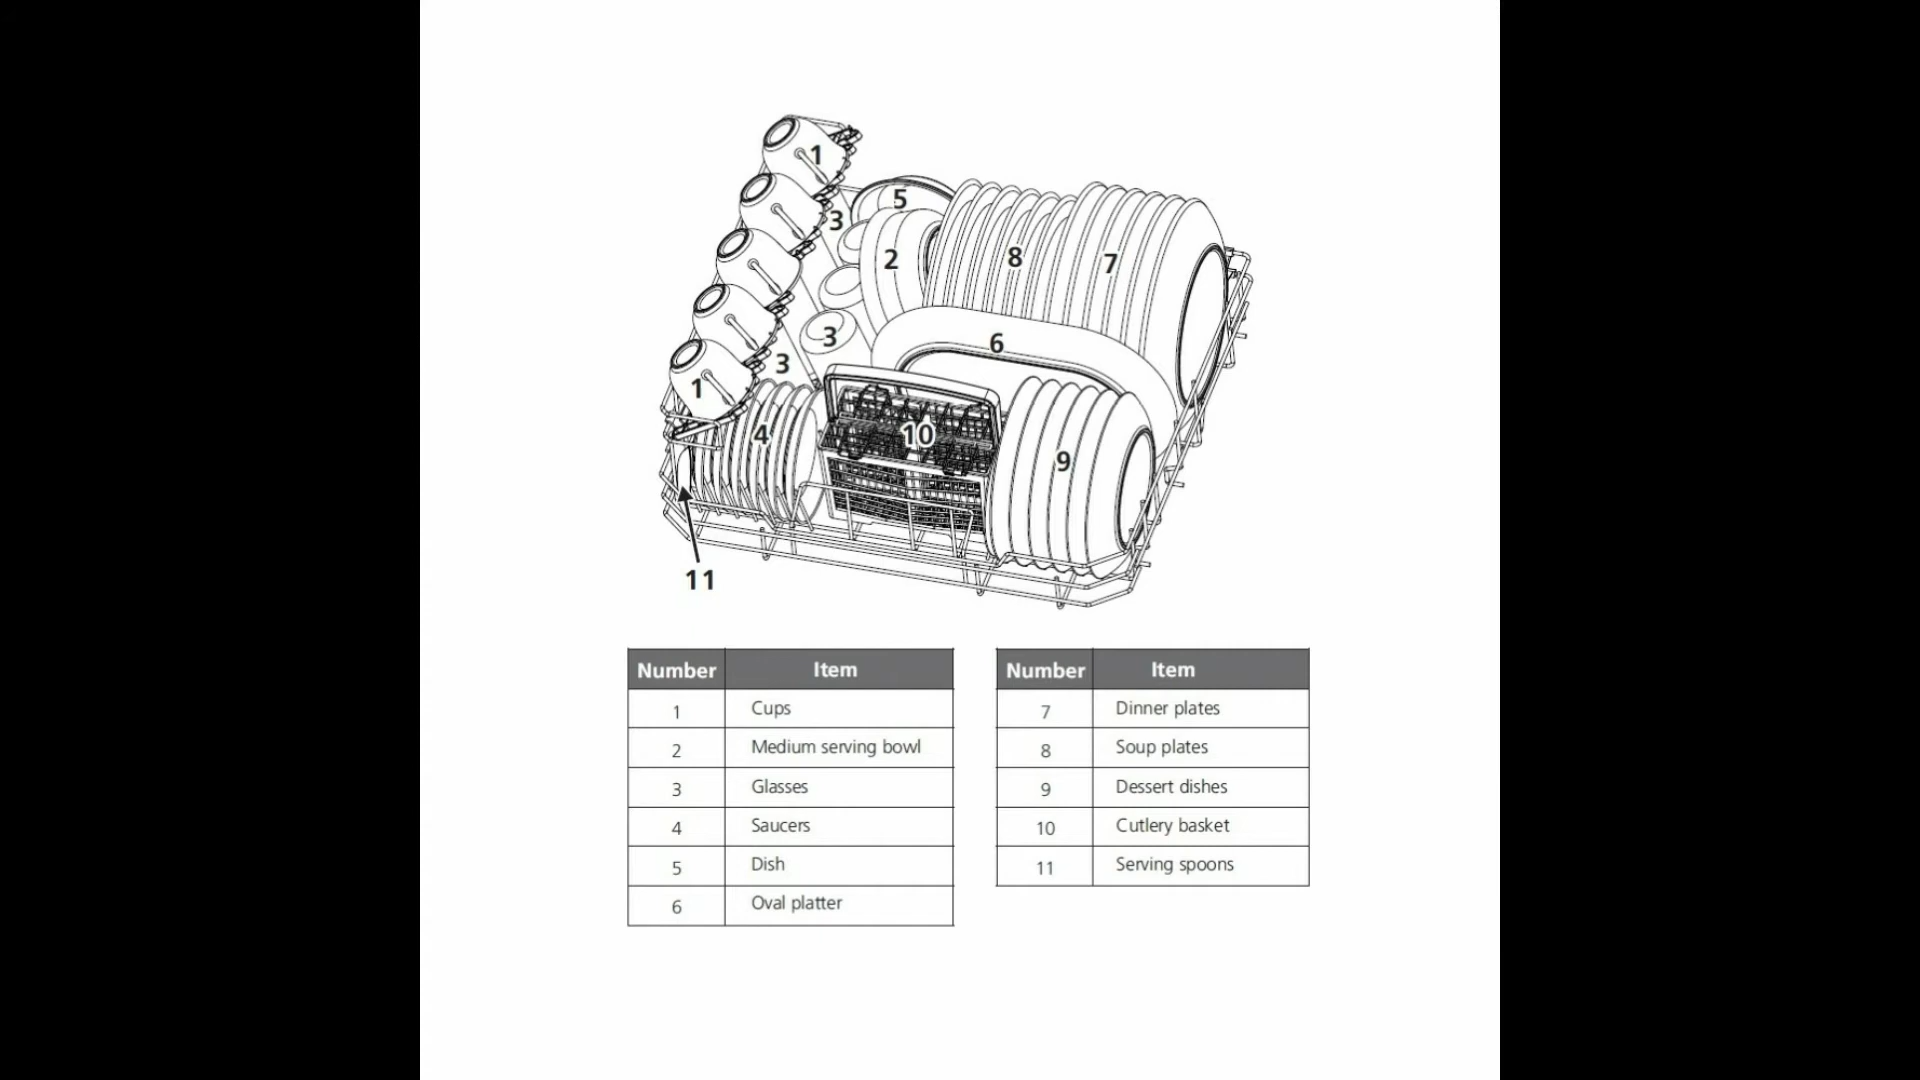 1
5
3
2
8
7
3
6
3
1
4
10
9
11
Number Item
1 Cups
2 Medium serving bowl
3 Glasses
4 Saucers
5 Dish
6 Oval platter
Number Item
7 Dinner plates
8 Soup plates
9 Dessert dishes
10 Cutlery basket
11 Serving spoons